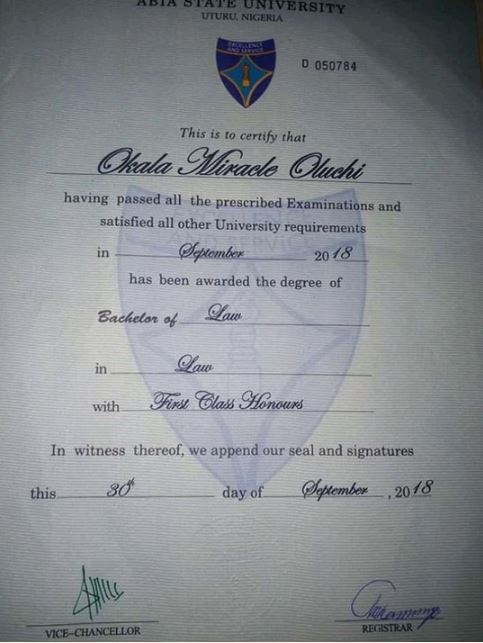 ABIA STATE UNIVERSITY
UTURU, NIGERIA
EXCELLENCE
AND SERVICE
D 050784
This is to certify that
Okala Miracle Oluchi
having passed all the prescribed Examinations and
satisfied all other University requirements
in September 2018
has been awarded the degree of
Bachelor of Law
in Law
with First Class Honours
In witness thereof, we append our seal and signatures
this 30th day of September, 2018
VICE-CHANCELLOR REGISTRAR